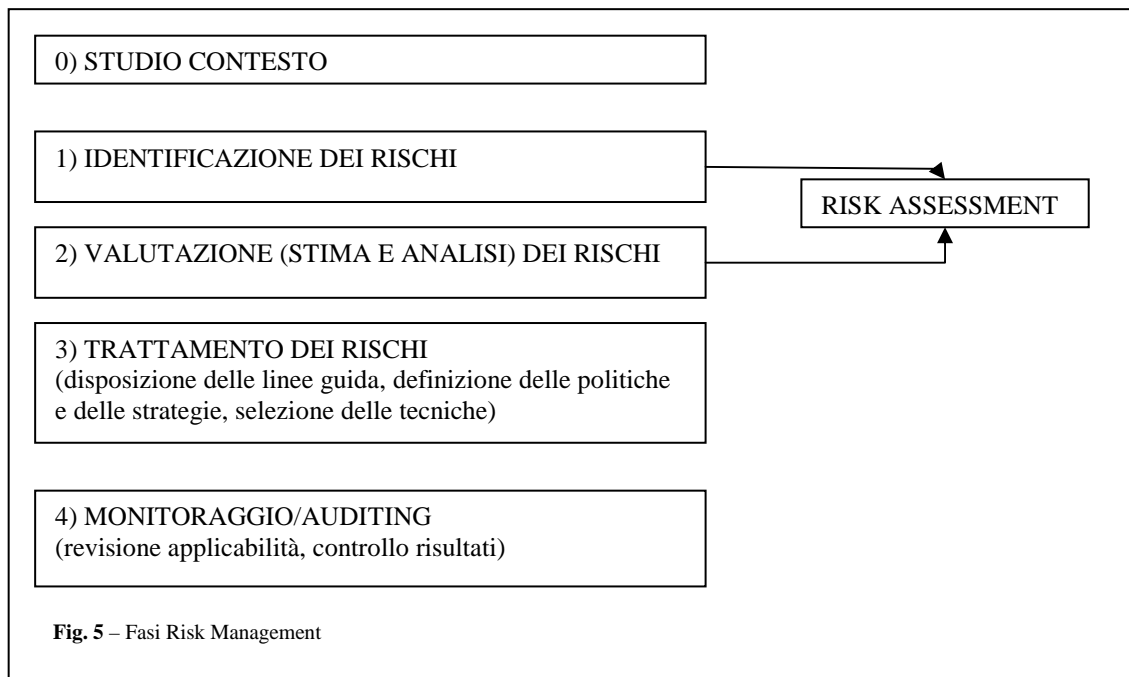 0) STUDIO CONTESTO
1) IDENTIFICAZIONE DEI RISCHI
RISK ASSESSMENT
2) VALUTAZIONE (STIMA E ANALISI) DEI RISCHI
3) TRATTAMENTO DEI RISCHI
(disposizione delle linee guida, definizione delle politiche
e delle strategie, selezione delle tecniche)
4) MONITORAGGIO/AUDITING
(revisione applicabilità, controllo risultati)
Fig. 5 – Fasi Risk Management